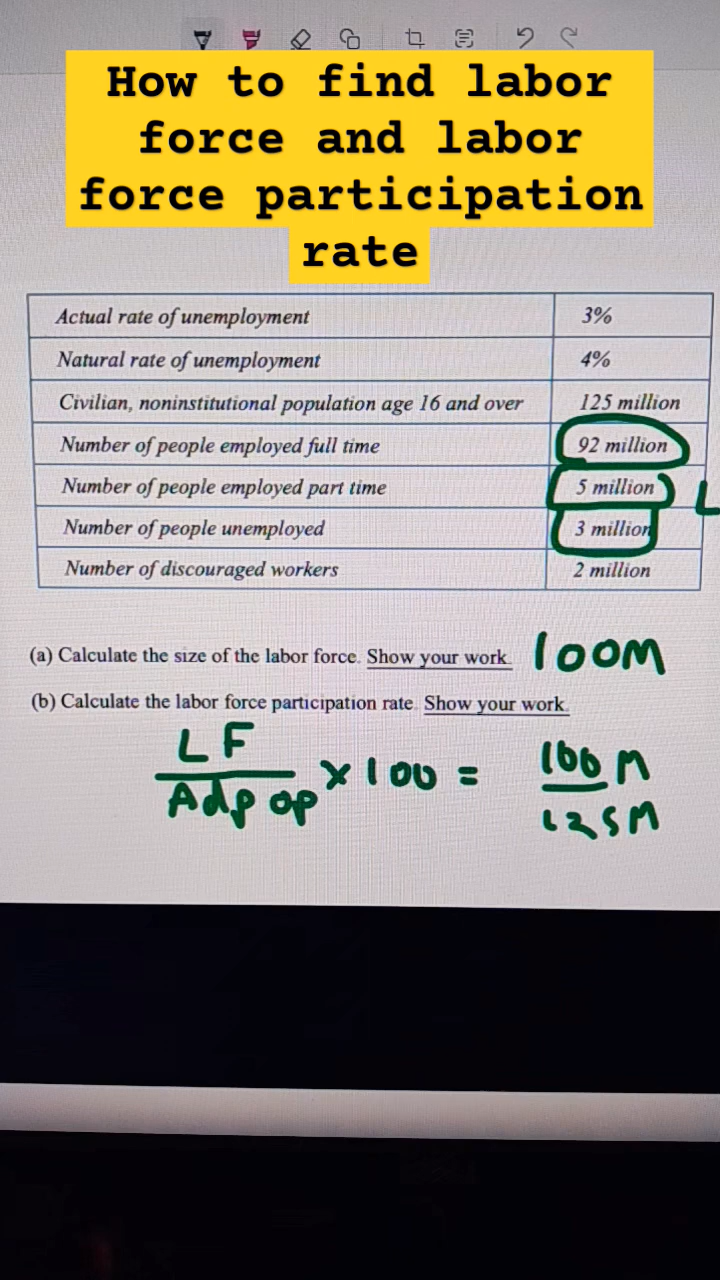 How to find labor
force and labor
force participation
rate
Actual rate of unemployment 3%
Natural rate of unemployment 4%
Civilian, noninstitutional population age 16 and over 125 million
Number of people employed full time 92 million
Number of people employed part time 5 million
L
Number of people unemployed 3 million
Number of discouraged workers 2 million
(a) Calculate the size of the labor force. Show your work. 100M
(b) Calculate the labor force participation rate. Show your work.
LF
Adpop
x 100 =
100M
125M